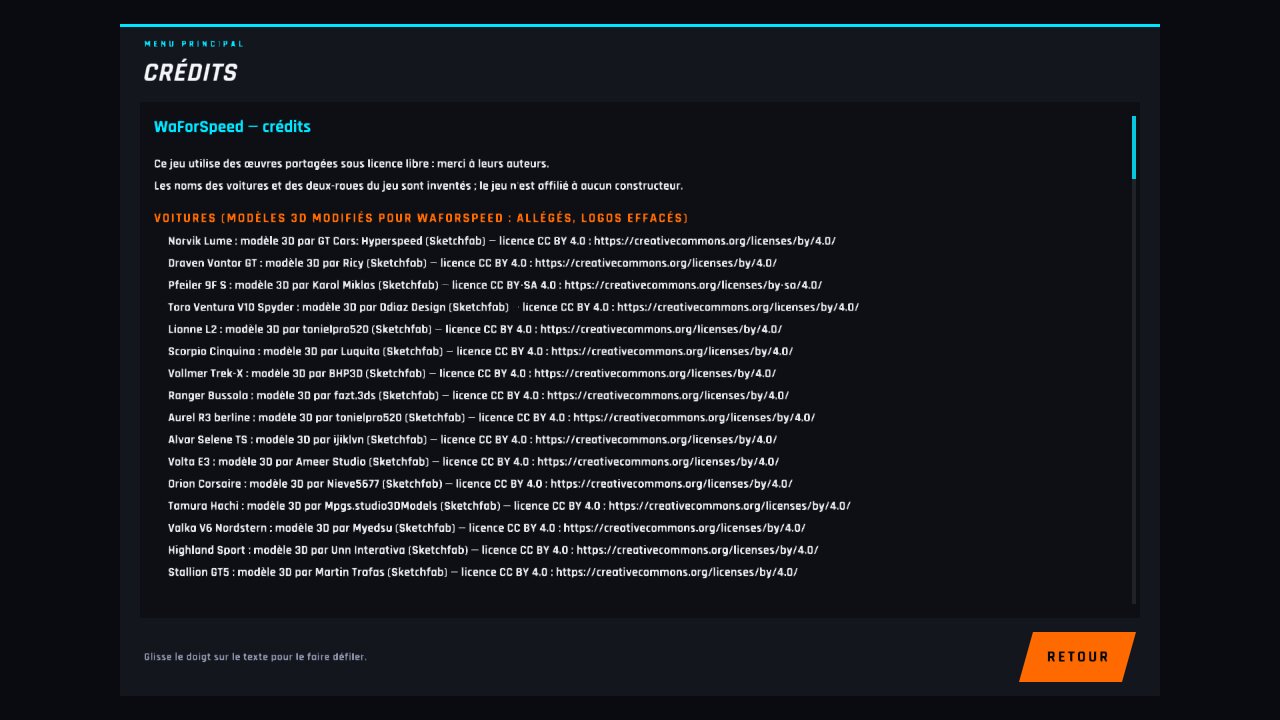 MENU PRINCIPAL
CRÉDITS
WaForSpeed — crédits
Ce jeu utilise des œuvres partagées sous licence libre : merci à leurs auteurs.
Les noms des voitures et des deux-roues du jeu sont inventés ; le jeu n'est affilié à aucun constructeur.
VOITURES (MODÈLES 3D MODIFIÉS POUR WAFORSPEED : ALLÉGÉS, LOGOS EFFACÉS)
Norvik Lume : modèle 3D par GT Cars: Hyperspeed (Sketchfab) — licence CC BY 4.0 : https://creativecommons.org/licenses/by/4.0/
Draven Vantor GT : modèle 3D par Ricy (Sketchfab) — licence CC BY 4.0 : https://creativecommons.org/licenses/by/4.0/
Pfeiler 9F S : modèle 3D par Karol Miklas (Sketchfab) — licence CC BY-SA 4.0 : https://creativecommons.org/licenses/by-sa/4.0/
Toro Ventura V10 Spyder : modèle 3D par Ddiaz Design (Sketchfab) — licence CC BY 4.0 : https://creativecommons.org/licenses/by/4.0/
Lionne L2 : modèle 3D par tonielpro520 (Sketchfab) — licence CC BY 4.0 : https://creativecommons.org/licenses/by/4.0/
Scorpio Cinquina : modèle 3D par Luquita (Sketchfab) — licence CC BY 4.0 : https://creativecommons.org/licenses/by/4.0/
Vollmer Trek-X : modèle 3D par BHP3D (Sketchfab) — licence CC BY 4.0 : https://creativecommons.org/licenses/by/4.0/
Ranger Bussola : modèle 3D par fazt.3ds (Sketchfab) — licence CC BY 4.0 : https://creativecommons.org/licenses/by/4.0/
Aurel R3 berline : modèle 3D par tonielpro520 (Sketchfab) — licence CC BY 4.0 : https://creativecommons.org/licenses/by/4.0/
Alvar Selene TS : modèle 3D par ijiklvn (Sketchfab) — licence CC BY 4.0 : https://creativecommons.org/licenses/by/4.0/
Volta E3 : modèle 3D par Ameer Studio (Sketchfab) — licence CC BY 4.0 : https://creativecommons.org/licenses/by/4.0/
Orion Corsaire : modèle 3D par Nieve5677 (Sketchfab) — licence CC BY 4.0 : https://creativecommons.org/licenses/by/4.0/
Tamura Hachi : modèle 3D par Mpgs.studio3DModels (Sketchfab) — licence CC BY 4.0 : https://creativecommons.org/licenses/by/4.0/
Valka V6 Nordstern : modèle 3D par Myedsu (Sketchfab) — licence CC BY 4.0 : https://creativecommons.org/licenses/by/4.0/
Highland Sport : modèle 3D par Unn Interativa (Sketchfab) — licence CC BY 4.0 : https://creativecommons.org/licenses/by/4.0/
Stallion GT5 : modèle 3D par Martin Trafas (Sketchfab) — licence CC BY 4.0 : https://creativecommons.org/licenses/by/4.0/
Glisse le doigt sur le texte pour le faire défiler.
RETOUR